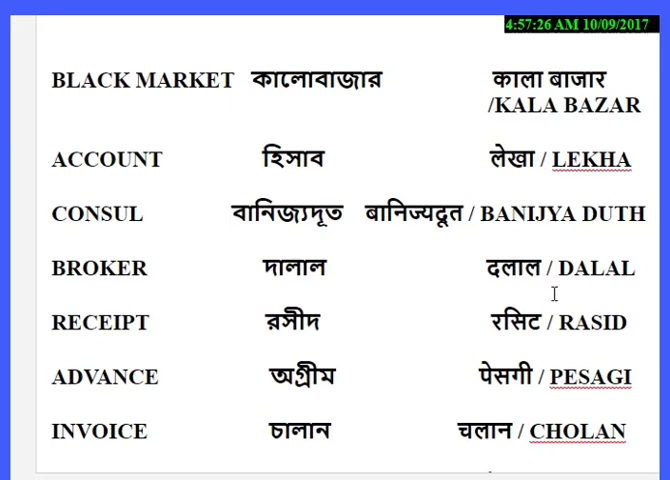 4:57:26 AM 10/09/2017
BLACK MARKET কালোবাজার काला बाजार
/KALA BAZAR
ACCOUNT হিসাব लेखा / LEKHA
CONSUL বানিজ্যদূত बानिज्यदूत / BANIJYA DUTH
BROKER দালাল दलाल / DALAL
RECEIPT রসীদ रसिट / RASID
ADVANCE অগ্রীম पेसगी / PESAGI
INVOICE চালান चलान / CHOLAN